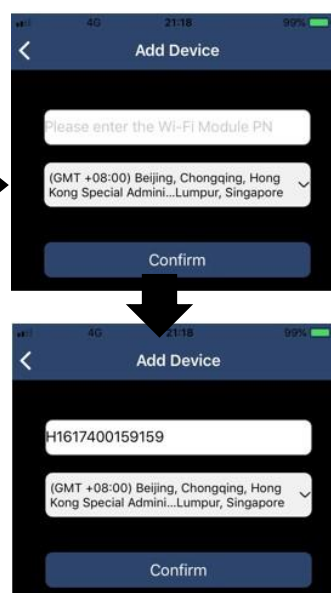 4G 21:18 99%
Add Device
Please enter the Wi-Fi Module PN
(GMT +08:00) Beijing, Chongqing, Hong
Kong Special Admini...Lumpur, Singapore
Confirm
4G 21:18 99%
Add Device
H1617400159159
(GMT +08:00) Beijing, Chongqing, Hong
Kong Special Admini...Lumpur, Singapore
Confirm